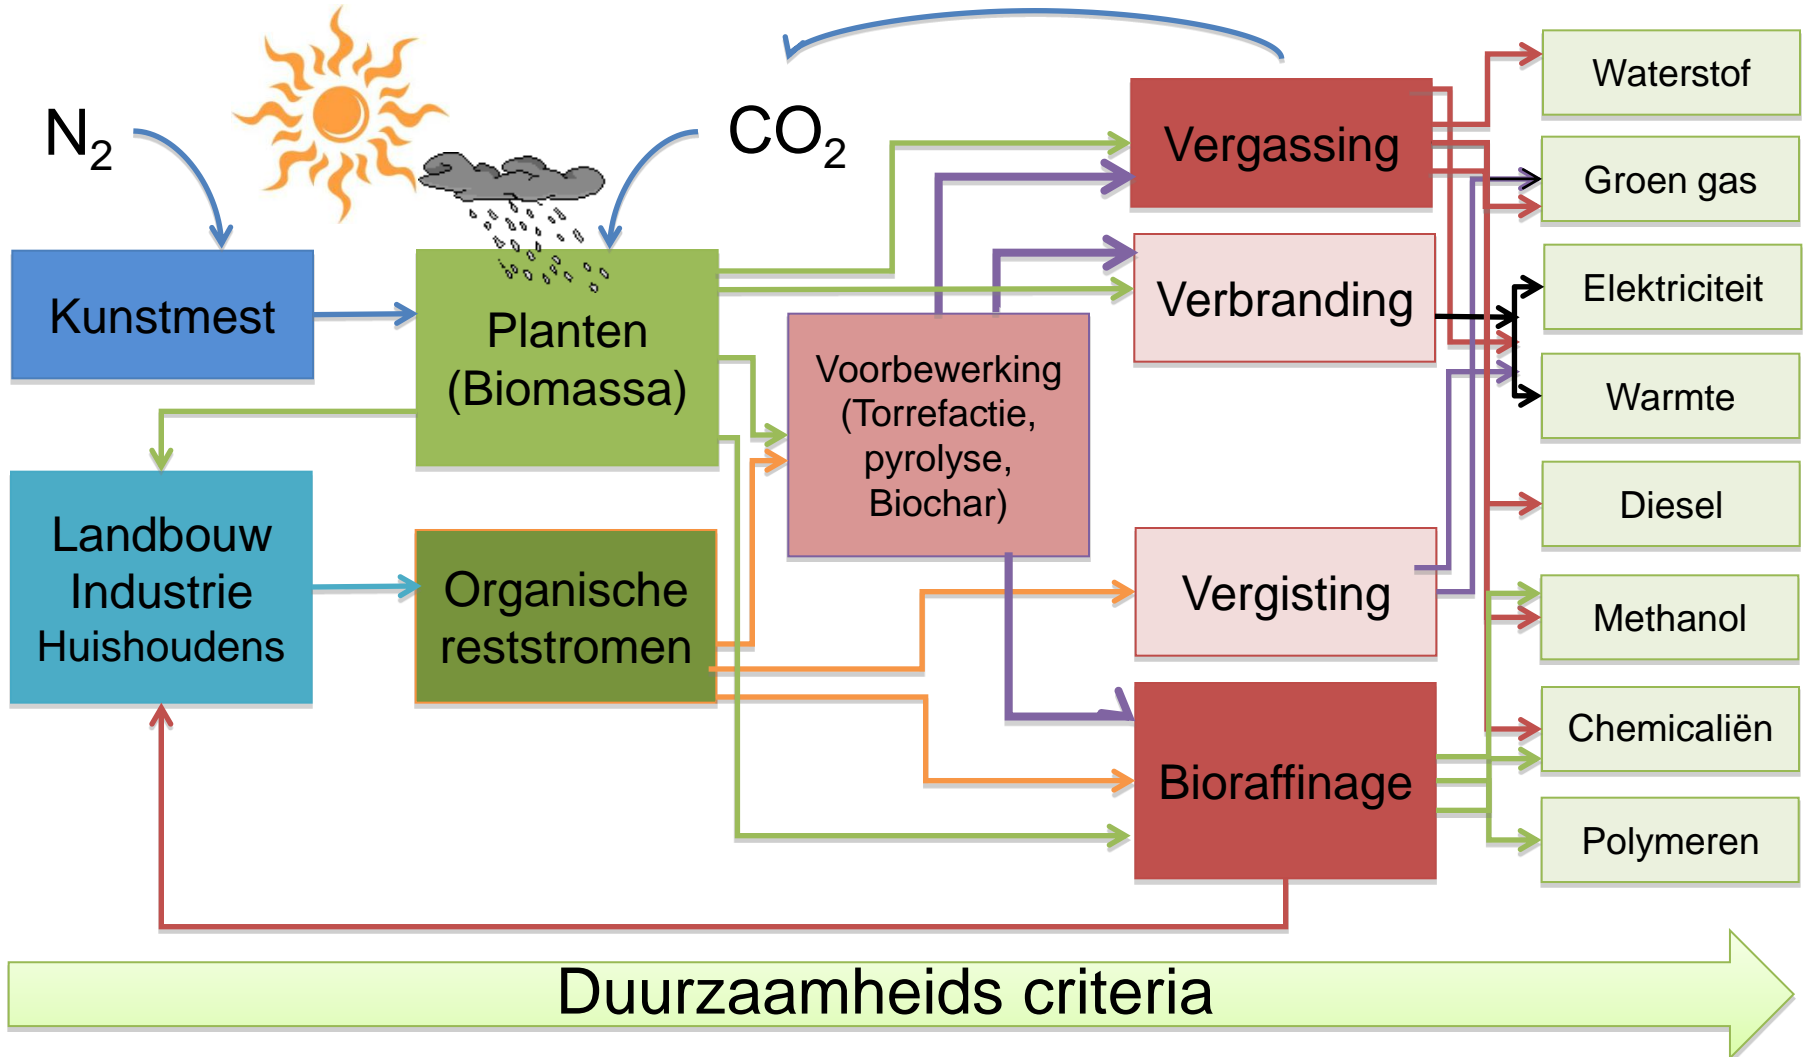 N2
CO2
Kunstmest
Planten
(Biomassa)
Landbouw
Industrie
Huishoudens
Organische
reststromen
Voorbewerking
(Torrefactie,
pyrolyse,
Biochar)
Vergassing
Verbranding
Vergisting
Bioraffinage
Waterstof
Groen gas
Elektriciteit
Warmte
Diesel
Methanol
Chemicaliën
Polymeren
Duurzaamheids criteria